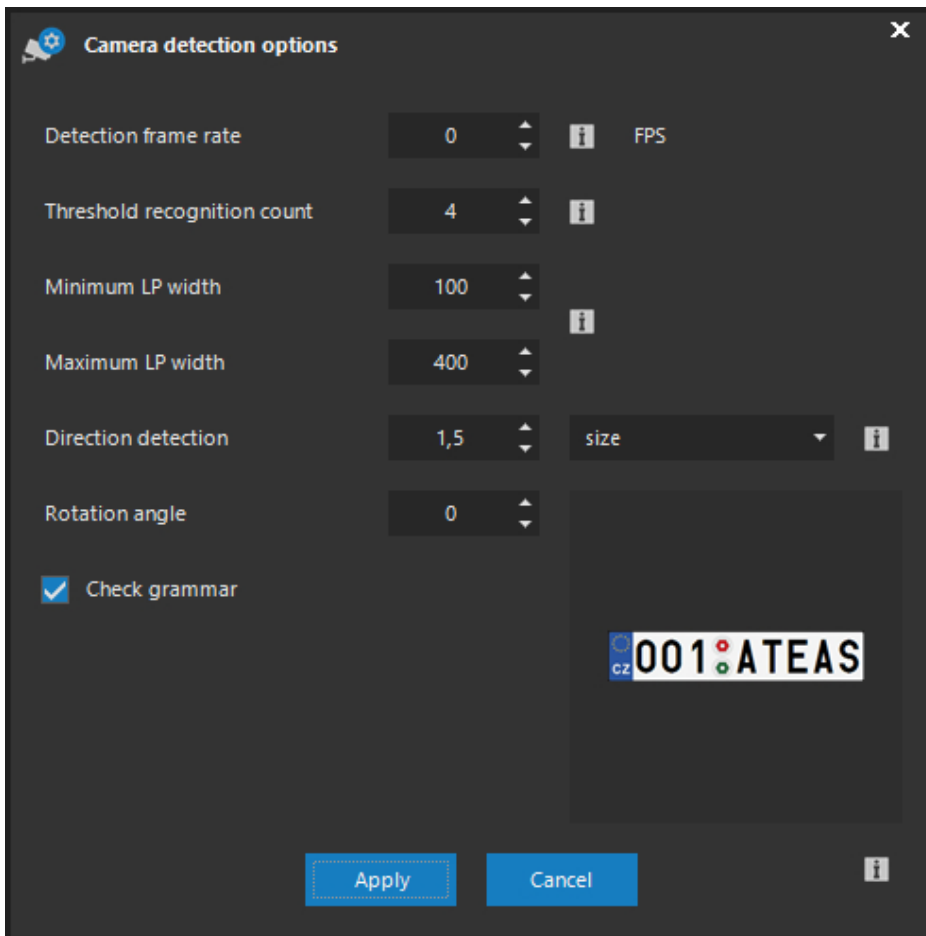 Camera detection options
Detection frame rate 0 FPS
Threshold recognition count 4
Minimum LP width 100
Maximum LP width 400
Direction detection 1,5 size
Rotation angle 0
Check grammar
CZ 001 ATEAS
Apply Cancel